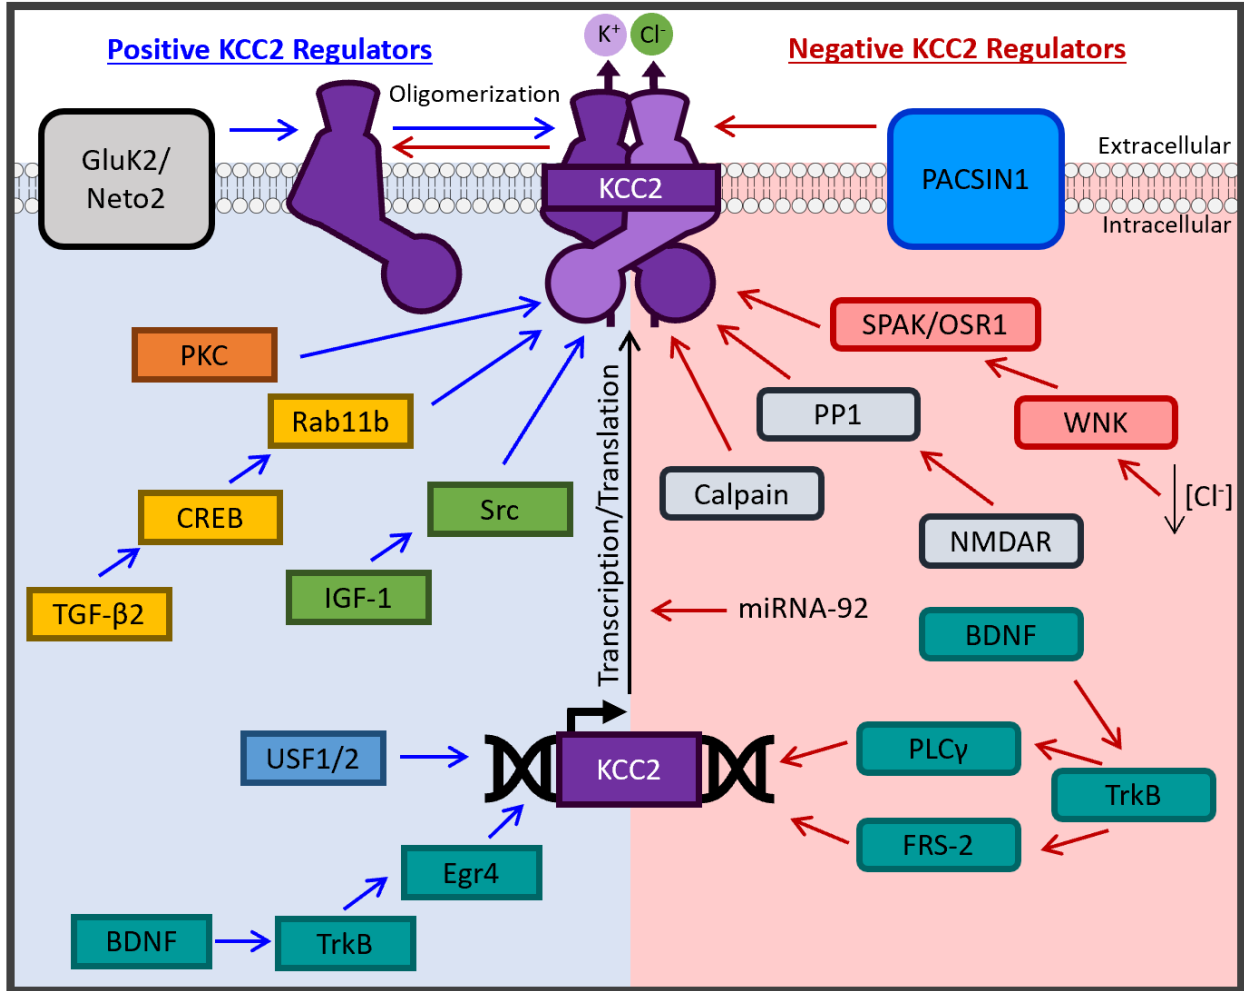 Positive KCC2 Regulators
K⁺
Cl⁻
Negative KCC2 Regulators
Oligomerization
GluK2/
Neto2
KCC2
PACSIN1
Extracellular
Intracellular
PKC
SPAK/OSR1
Rab11b
PP1
WNK
CREB
Src
Calpain
[Cl⁻]
NMDAR
TGF-β2
IGF-1
Transcription/Translation
miRNA-92
BDNF
USF1/2
KCC2
PLCγ
TrkB
FRS-2
Egr4
BDNF
TrkB